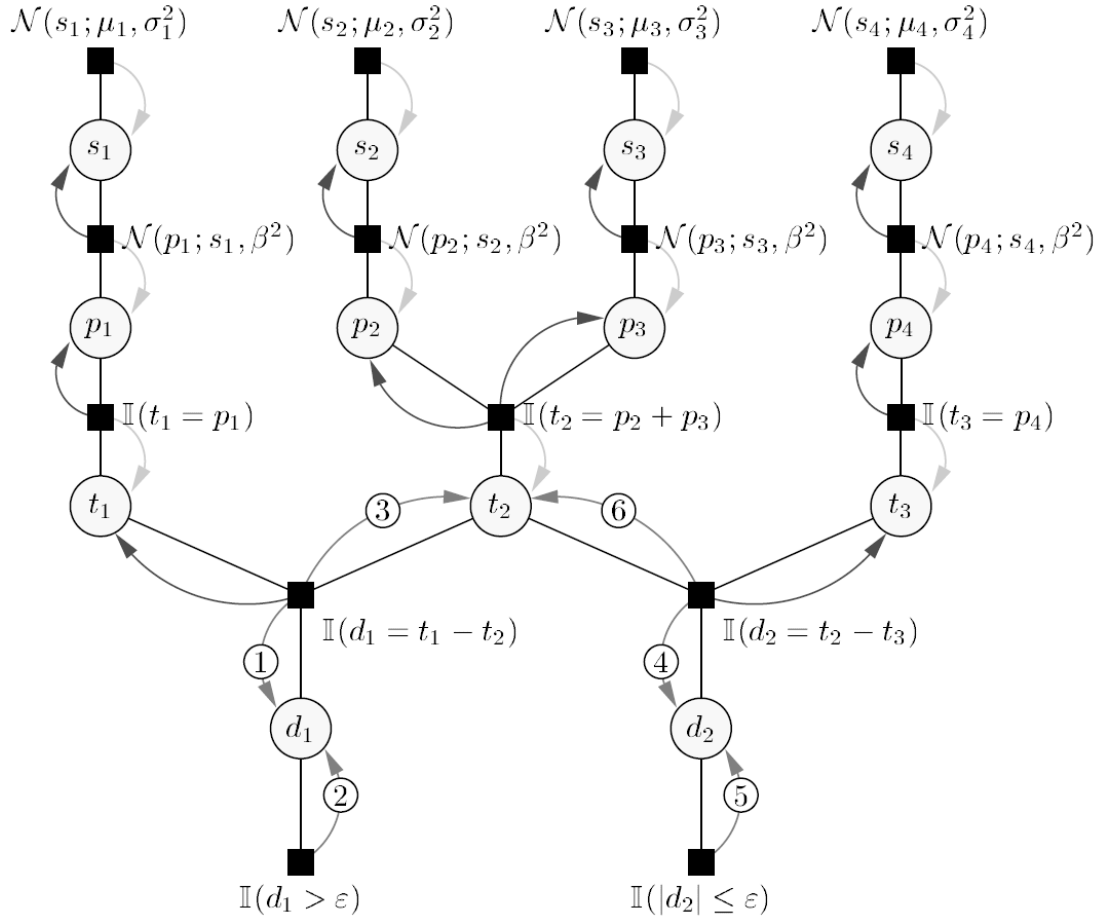 𝒩(s₁; μ₁, σ₁²) 𝒩(s₂; μ₂, σ₂²) 𝒩(s₃; μ₃, σ₃²) 𝒩(s₄; μ₄, σ₄²)
s₁ s₂ s₃ s₄
𝒩(p₁; s₁, β²) 𝒩(p₂; s₂, β²) 𝒩(p₃; s₃, β²) 𝒩(p₄; s₄, β²)
p₁ p₂ p₃ p₄
𝕀(t₁ = p₁) 𝕀(t₂ = p₂ + p₃) 𝕀(t₃ = p₄)
t₁ 3 t₂ 6 t₃
𝕀(d₁ = t₁ − t₂) 𝕀(d₂ = t₂ − t₃)
1 4
d₁ d₂
2 5
𝕀(d₁ > ε) 𝕀(|d₂| ≤ ε)